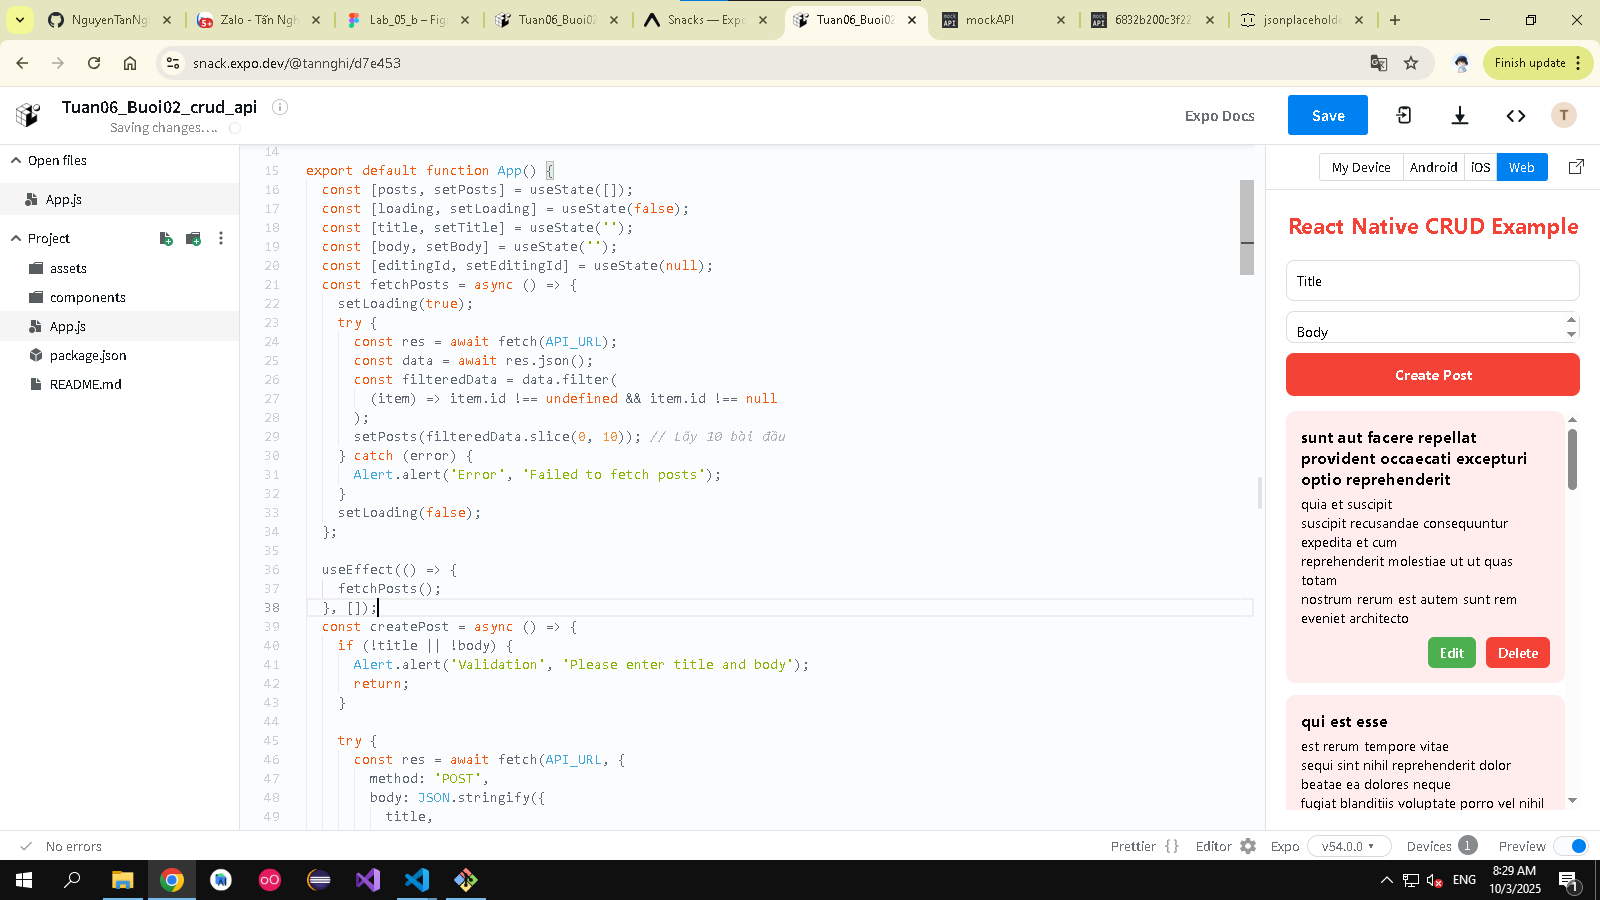 NguyenTanNgh
Zalo - Tấn Ngh
Lab_05_b – Fig
Tuan06_Buoi02
Snacks — Expo
Tuan06_Buoi02
mockAPI
6832b200c3f22
jsonplaceholde
snack.expo.dev/@tannghi/d7e453
Finish update
Tuan06_Buoi02_crud_api
Saving changes....
Expo Docs
Save
T
Open files
App.js
Project
assets
components
App.js
package.json
README.md
14
15 export default function App() {
16 const [posts, setPosts] = useState([]);
17 const [loading, setLoading] = useState(false);
18 const [title, setTitle] = useState('');
19 const [body, setBody] = useState('');
20 const [editingId, setEditingId] = useState(null);
21 const fetchPosts = async () => {
22 setLoading(true);
23 try {
24 const res = await fetch(API_URL);
25 const data = await res.json();
26 const filteredData = data.filter(
27 (item) => item.id !== undefined && item.id !== null
28 );
29 setPosts(filteredData.slice(0, 10)); // Lấy 10 bài đầu
30 } catch (error) {
31 Alert.alert('Error', 'Failed to fetch posts');
32 }
33 setLoading(false);
34 };
35
36 useEffect(() => {
37 fetchPosts();
38 }, []);
39 const createPost = async () => {
40 if (!title || !body) {
41 Alert.alert('Validation', 'Please enter title and body');
42 return;
43 }
44
45 try {
46 const res = await fetch(API_URL, {
47 method: 'POST',
48 body: JSON.stringify({
49 title,
My Device
Android
iOS
Web
React Native CRUD Example
Title
Body
Create Post
sunt aut facere repellat
provident occaecati excepturi
optio reprehenderit
quia et suscipit
suscipit recusandae consequuntur
expedita et cum
reprehenderit molestiae ut ut quas
totam
nostrum rerum est autem sunt rem
eveniet architecto
Edit
Delete
qui est esse
est rerum tempore vitae
sequi sint nihil reprehenderit dolor
beatae ea dolores neque
fugiat blanditiis voluptate porro vel nihil
No errors
Prettier { }
Editor
Expo
v54.0.0
Devices 1
Preview
ENG
8:29 AM
10/3/2025
1